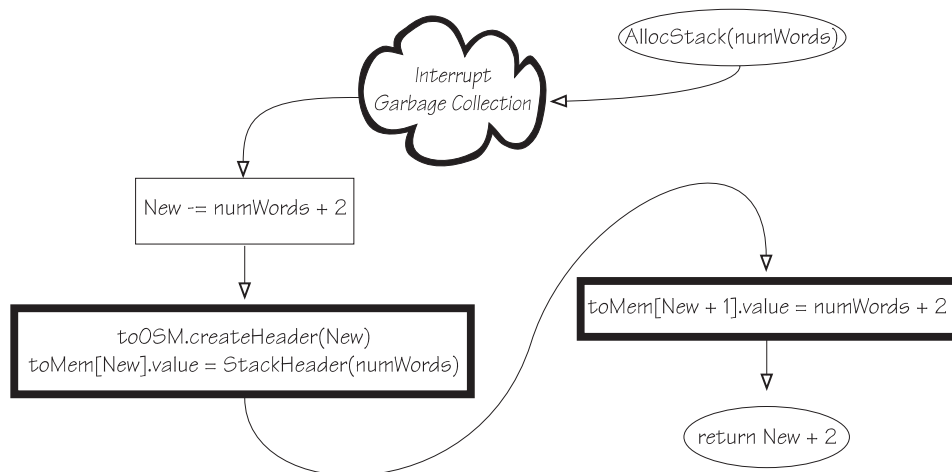 AllocStack(numWords)
Interrupt
Garbage Collection
New -= numWords + 2
toOSM.createHeader(New)
toMem[New].value = StackHeader(numWords)
toMem[New + 1].value = numWords + 2
return New + 2